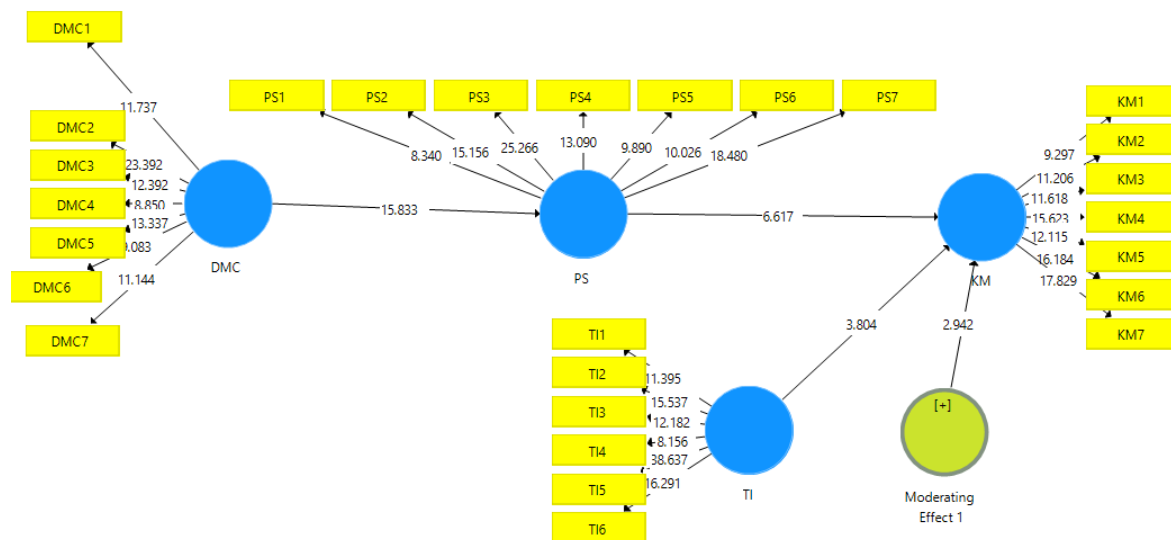 DMC1
11.737
DMC2
DMC3
DMC4
DMC5
DMC6
DMC7
23.392
12.392
8.850
13.337
9.083
11.144
DMC
15.833
PS1
PS2
PS3
PS4
PS5
PS6
PS7
8.340
15.156
25.266
13.090
9.890
10.026
18.480
PS
6.617
KM1
KM2
KM3
KM4
KM5
KM6
KM7
9.297
11.206
11.618
15.623
12.115
16.184
17.829
KM
3.804
2.942
TI1
TI2
TI3
TI4
TI5
TI6
11.395
15.537
12.182
8.156
38.637
16.291
TI
[+]
Moderating
Effect 1